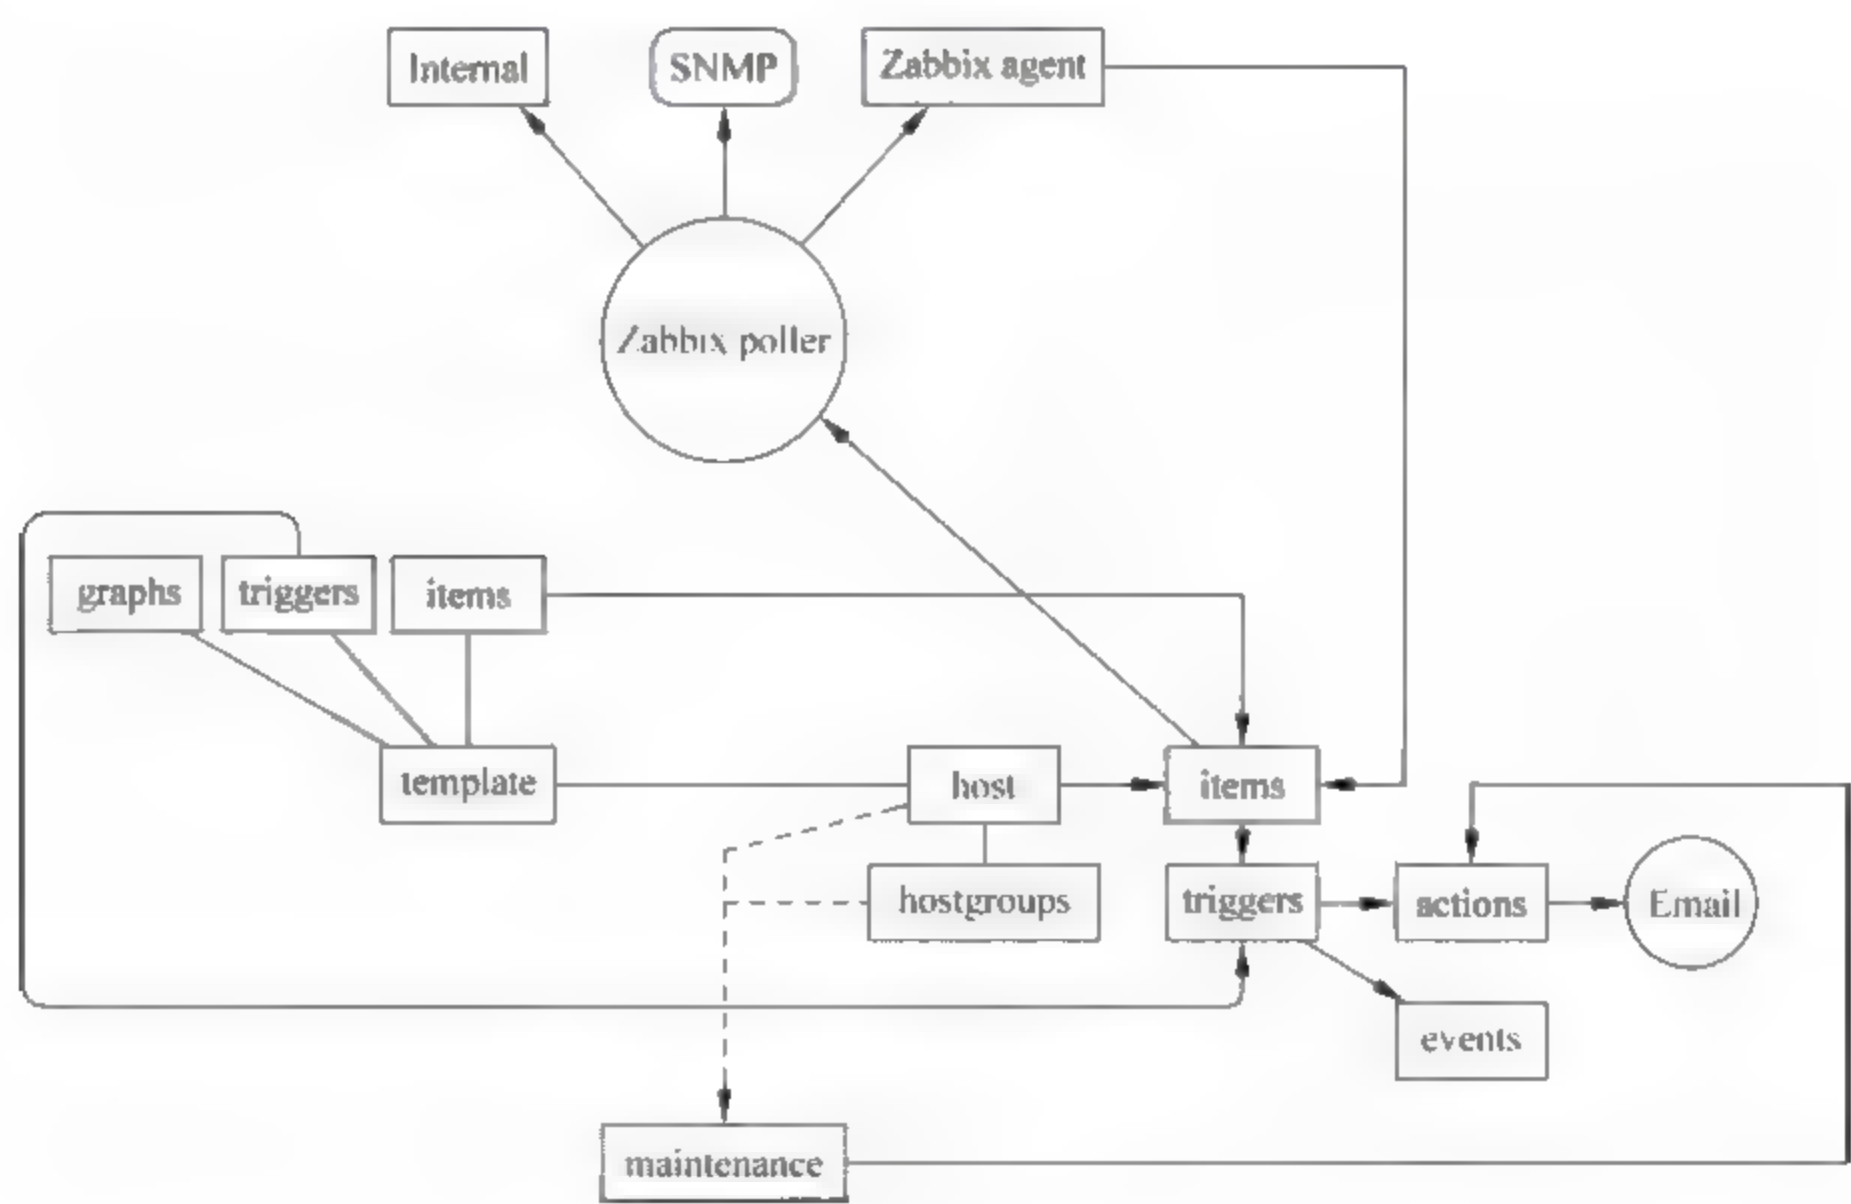 Internal
SNMP
Zabbix agent
Zabbix poller
graphs
triggers
items
template
host
items
hostgroups
triggers
actions
Email
events
maintenance